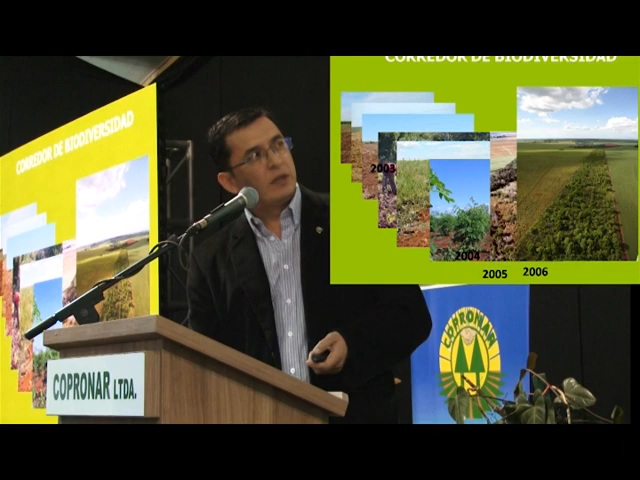 CORREDOR DE BIODIVERSIDAD
CORREDOR DE BIODIVERSIDAD
2003
2004
2005 2006
COPRONAR
COPRONAR LTDA.